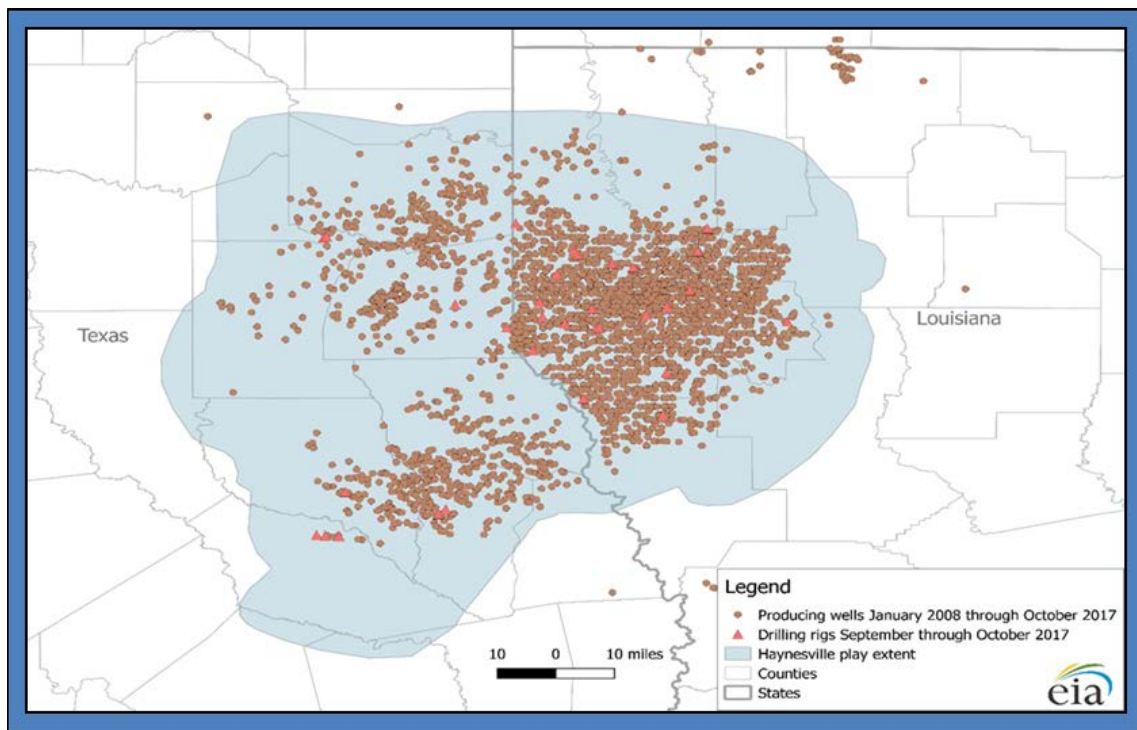 Texas
Louisiana
Legend
Producing wells January 2008 through October 2017
Drilling rigs September through October 2017
Haynesville play extent
Counties
States
10 0 10 miles
eia